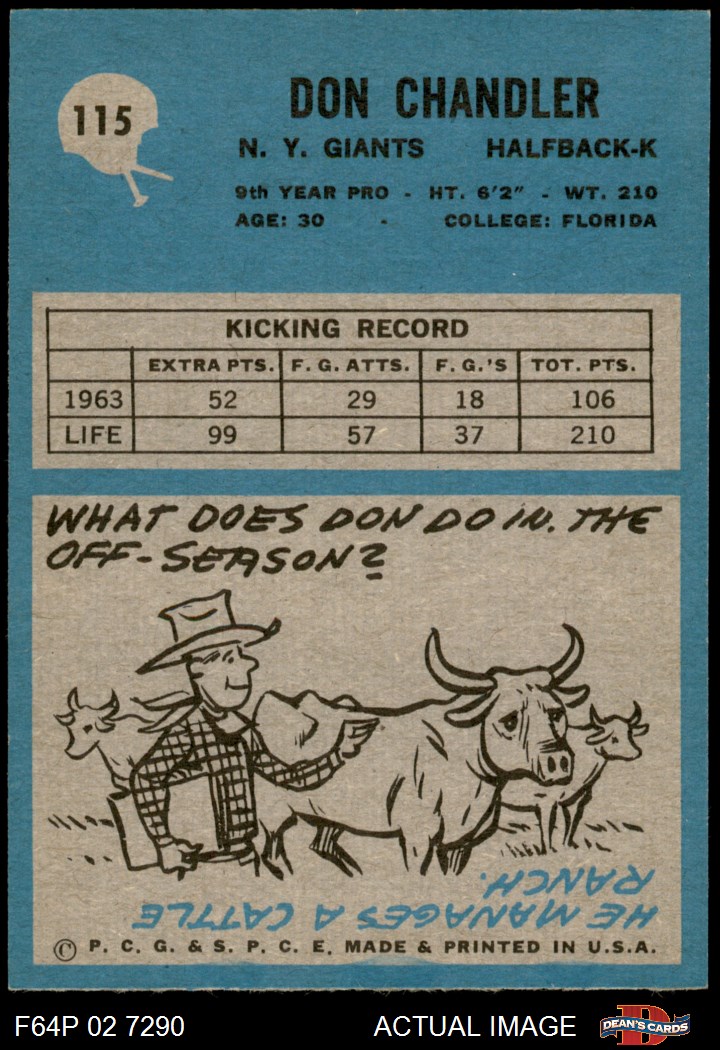 115
DON CHANDLER
N. Y. GIANTS HALFBACK-K
9th YEAR PRO - HT. 6'2" - WT. 210
AGE: 30 - COLLEGE: FLORIDA
KICKING RECORD
EXTRA PTS. F. G. ATTS. F. G.'S TOT. PTS.
1963 52 29 18 106
LIFE 99 57 37 210
WHAT DOES DON DO IN. THE
OFF-SEASON?
HE MANAGES A CATTLE
RANCH.
© P. C. G. & S. P. C. E. MADE & PRINTED IN U.S.A.
F64P 02 7290 ACTUAL IMAGE
D
DEAN'S CARDS